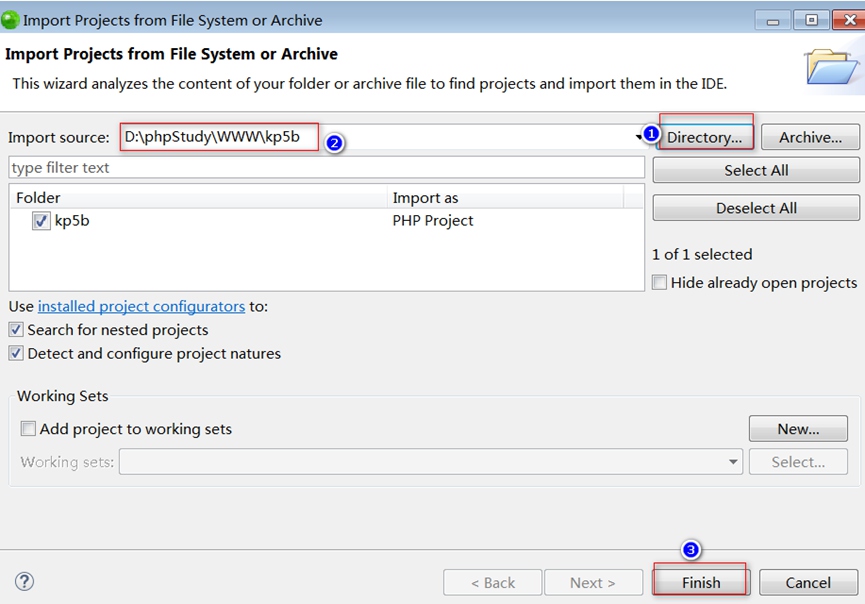 Import Projects from File System or Archive
Import Projects from File System or Archive
This wizard analyzes the content of your folder or archive file to find projects and import them in the IDE.
Import source: D:\phpStudy\WWW\kp5b 2 1 Directory... Archive...
type filter text Select All
Folder Import as
kp5b PHP Project
Deselect All
1 of 1 selected
Hide already open projects
Use installed project configurators to:
Search for nested projects
Detect and configure project natures
Working Sets
Add project to working sets New...
Working sets: Select...
3
? < Back Next > Finish Cancel